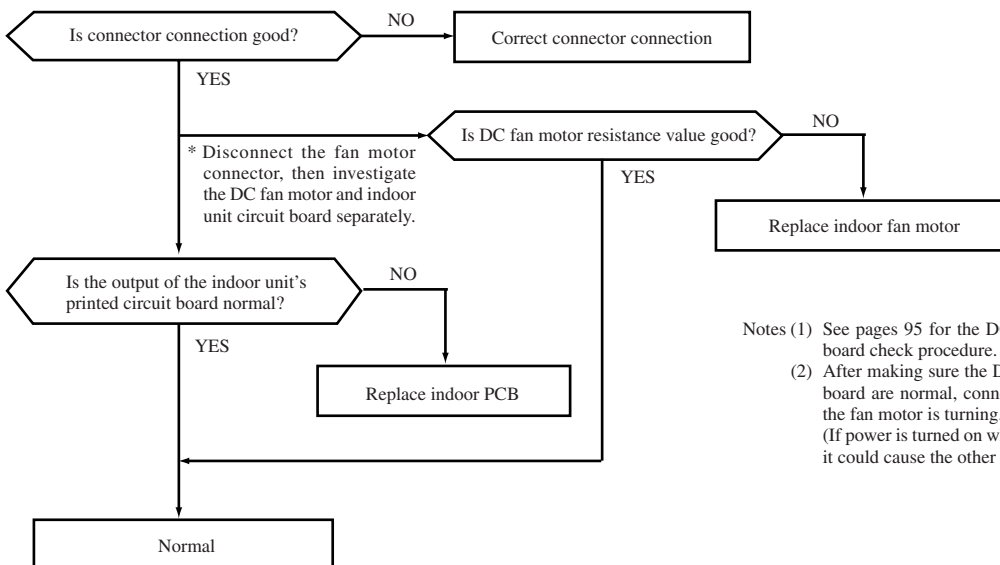 Is connector connection good?
NO
Correct connector connection
YES
Is DC fan motor resistance value good?
NO
* Disconnect the fan motor
connector, then investigate
the DC fan motor and indoor
unit circuit board separately.
YES
Replace indoor fan motor
Is the output of the indoor unit's
printed circuit board normal?
NO
YES
Replace indoor PCB
Notes (1) See pages 95 for the
board check procedure.
(2) After making sure the
board are normal,
the fan motor is turning.
(If power is turned on
it could cause the other
Normal